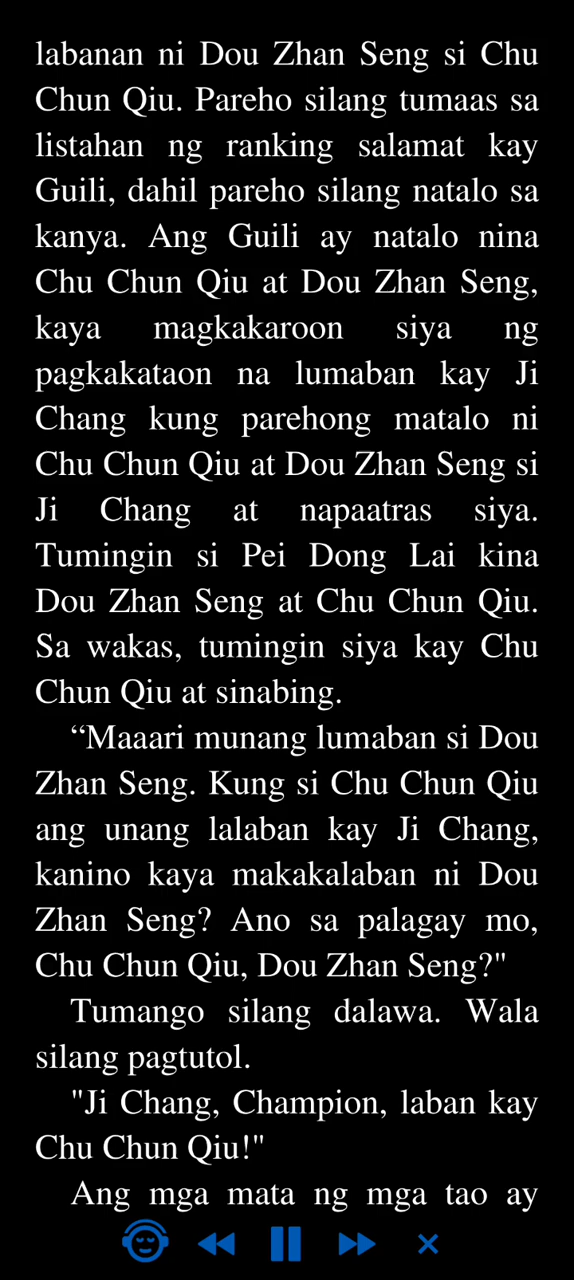 labanan ni Dou Zhan Seng si Chu
Chun Qiu. Pareho silang tumaas sa
listahan ng ranking salamat kay
Guili, dahil pareho silang natalo sa
kanya. Ang Guili ay natalo nina
Chu Chun Qiu at Dou Zhan Seng,
kaya magkakaroon siya ng
pagkakataon na lumaban kay Ji
Chang kung parehong matalo ni
Chu Chun Qiu at Dou Zhan Seng si
Ji Chang at napaatras siya.
Tumingin si Pei Dong Lai kina
Dou Zhan Seng at Chu Chun Qiu.
Sa wakas, tumingin siya kay Chu
Chun Qiu at sinabing.
“Maaari munang lumaban si Dou
Zhan Seng. Kung si Chu Chun Qiu
ang unang lalaban kay Ji Chang,
kanino kaya makakalaban ni Dou
Zhan Seng? Ano sa palagay mo,
Chu Chun Qiu, Dou Zhan Seng?"
Tumango silang dalawa. Wala
silang pagtutol.
"Ji Chang, Champion, laban kay
Chu Chun Qiu!"
Ang mga mata ng mga tao ay